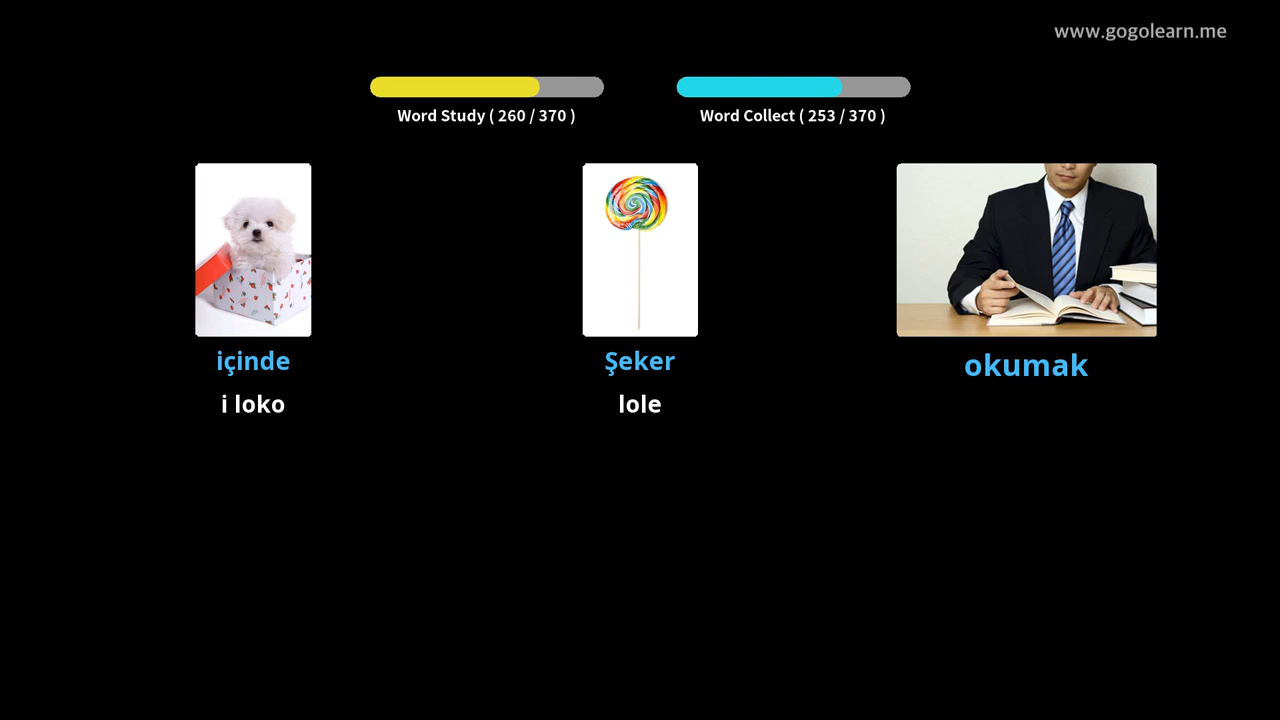 www.gogolearn.me
Word Study ( 260 / 370 )
Word Collect ( 253 / 370 )
içinde
Şeker
okumak
i loko
lole